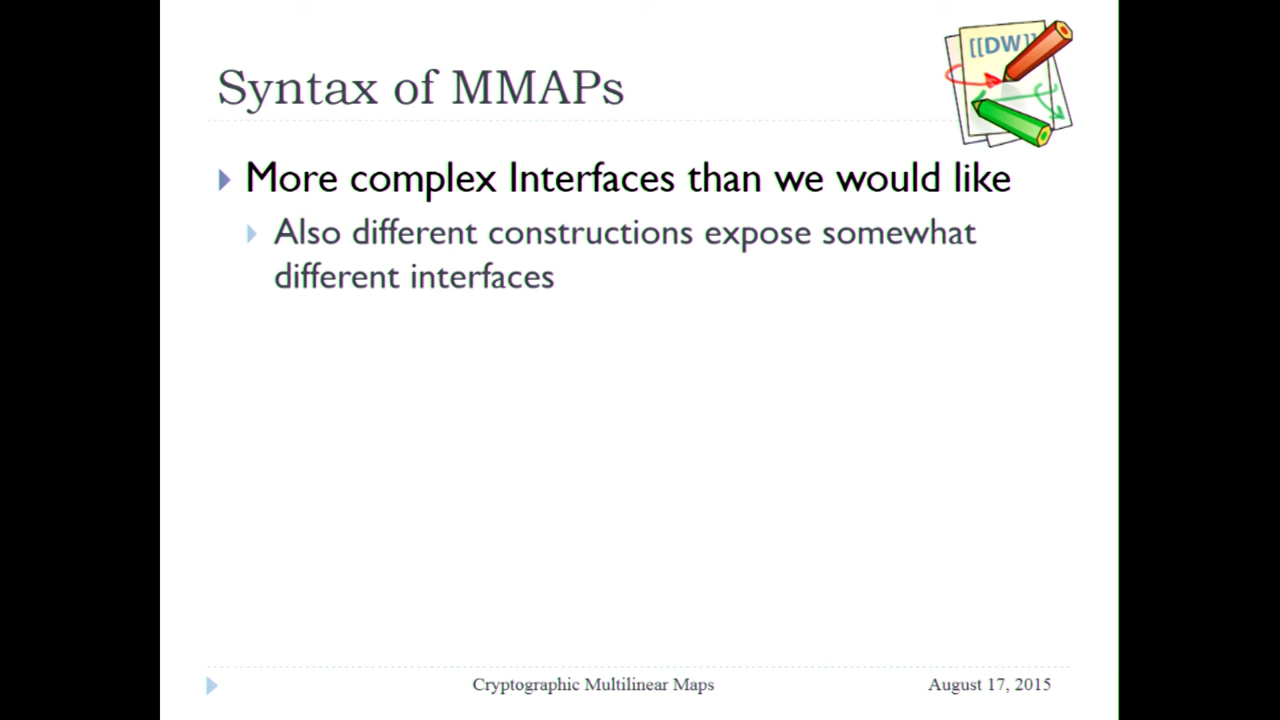 [[DW]]
Syntax of MMAPs
More complex Interfaces than we would like
Also different constructions expose somewhat
different interfaces
Cryptographic Multilinear Maps
August 17, 2015